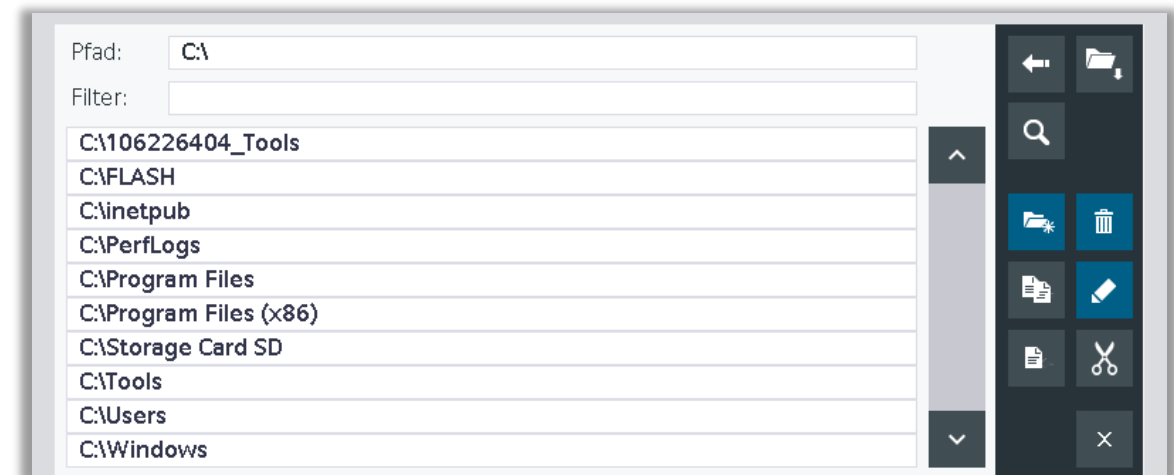 Pfad: C:\
Filter:
C:\106226404_Tools
C:\FLASH
C:\inetpub
C:\PerfLogs
C:\Program Files
C:\Program Files (x86)
C:\Storage Card SD
C:\Tools
C:\Users
C:\Windows